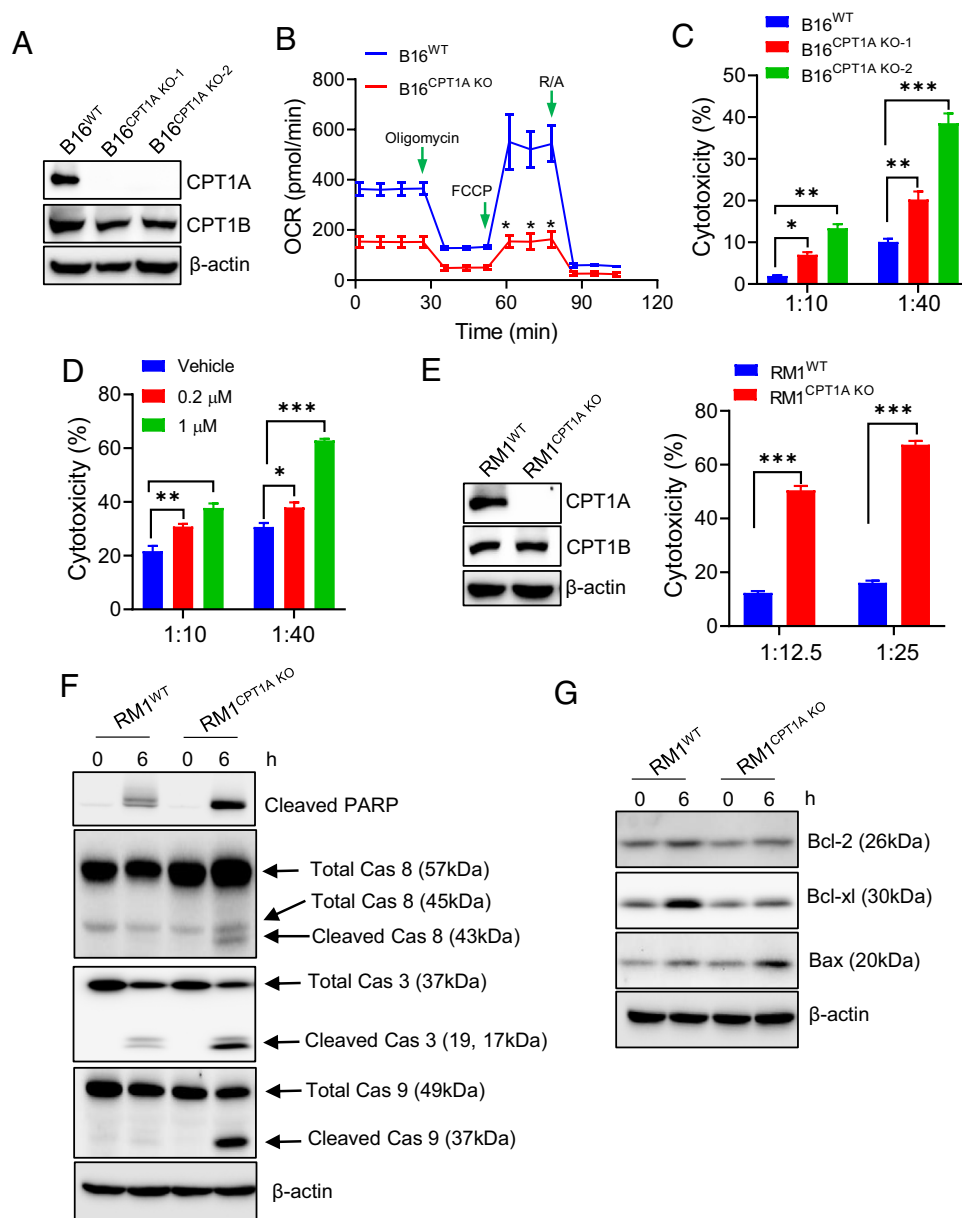 A
B16WT
B16CPT1A KO-1
B16CPT1A KO-2
CPT1A
CPT1B
β-actin
B
B16WT
B16CPT1A KO
800
600
400
200
0
OCR (pmol/min)
Oligomycin
FCCP
R/A
* * *
0 30 60 90 120
Time (min)
C
B16WT
B16CPT1A KO-1
B16CPT1A KO-2
50
40
30
20
10
0
Cytotoxicity (%)
*
**
**
***
1:10 1:40
D
Vehicle
0.2 μM
1 μM
80
60
40
20
0
Cytotoxicity (%)
**
*
***
1:10 1:40
E
RM1WT
RM1CPT1A KO
CPT1A
CPT1B
β-actin
RM1WT
RM1CPT1A KO
80
60
40
20
0
Cytotoxicity (%)
***
***
1:12.5 1:25
F
RM1WT RM1CPT1A KO
0 6 0 6 h
Cleaved PARP
Total Cas 8 (57kDa)
Total Cas 8 (45kDa)
Cleaved Cas 8 (43kDa)
Total Cas 3 (37kDa)
Cleaved Cas 3 (19, 17kDa)
Total Cas 9 (49kDa)
Cleaved Cas 9 (37kDa)
β-actin
G
RM1WT RM1CPT1A KO
0 6 0 6 h
Bcl-2 (26kDa)
Bcl-xl (30kDa)
Bax (20kDa)
β-actin